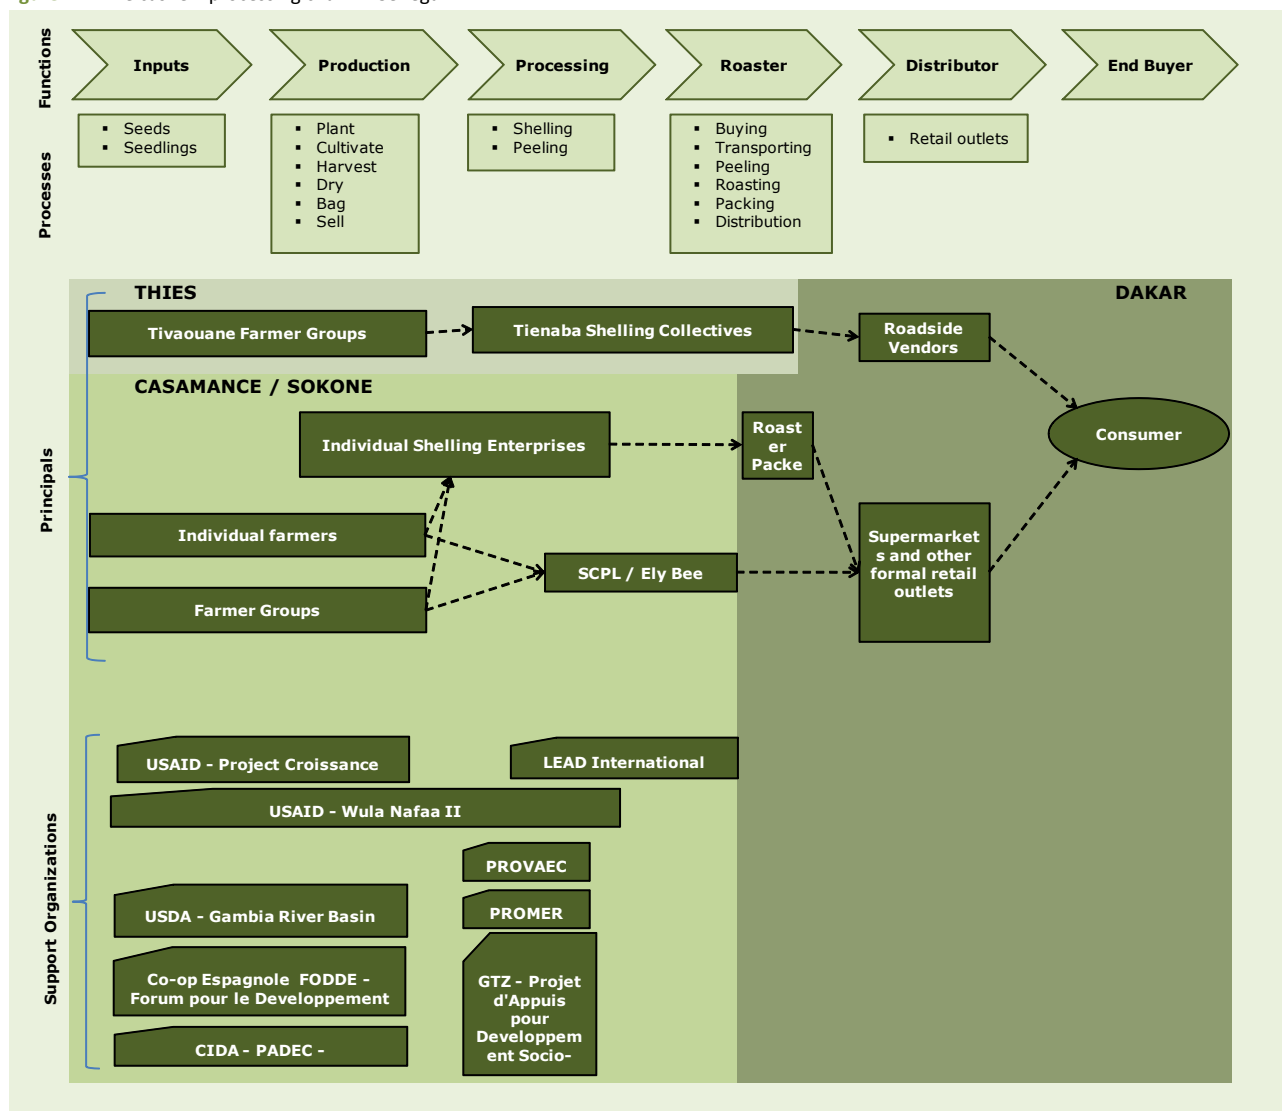 Functions
Inputs
Production
Processing
Roaster
Distributor
End Buyer
Processes
▪ Seeds
▪ Seedlings
▪ Plant
▪ Cultivate
▪ Harvest
▪ Dry
▪ Bag
▪ Sell
▪ Shelling
▪ Peeling
▪ Buying
▪ Transporting
▪ Peeling
▪ Roasting
▪ Packing
▪ Distribution
▪ Retail outlets
Principals
THIES
DAKAR
Tivaouane Farmer Groups
Tienaba Shelling Collectives
Roadside
Vendors
CASAMANCE / SOKONE
Individual Shelling Enterprises
Roast
er
Packe
Consumer
Individual farmers
SCPL / Ely Bee
Supermarket
s and other
formal retail
outlets
Farmer Groups
Support Organizations
USAID - Project Croissance
LEAD International
USAID - Wula Nafaa II
PROVAEC
USDA - Gambia River Basin
PROMER
Co-op Espagnole FODDE -
Forum pour le Developpement
GTZ - Projet
d'Appuis
pour
Developpem
ent Socio-
CIDA - PADEC -